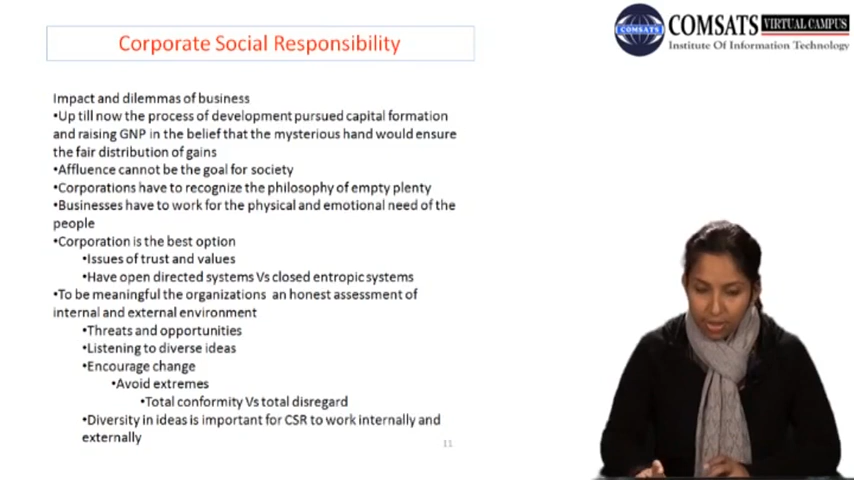 Corporate Social Responsibility
COMSATS
COMSATS VIRTUAL CAMPUS
Institute Of Information Technology
Impact and dilemmas of business
•Up till now the process of development pursued capital formation
and raising GNP in the belief that the mysterious hand would ensure
the fair distribution of gains
•Affluence cannot be the goal for society
•Corporations have to recognize the philosophy of empty plenty
•Businesses have to work for the physical and emotional need of the
people
•Corporation is the best option
•Issues of trust and values
•Have open directed systems Vs closed entropic systems
•To be meaningful the organizations an honest assessment of
internal and external environment
•Threats and opportunities
•Listening to diverse ideas
•Encourage change
•Avoid extremes
•Total conformity Vs total disregard
•Diversity in ideas is important for CSR to work internally and
externally
11